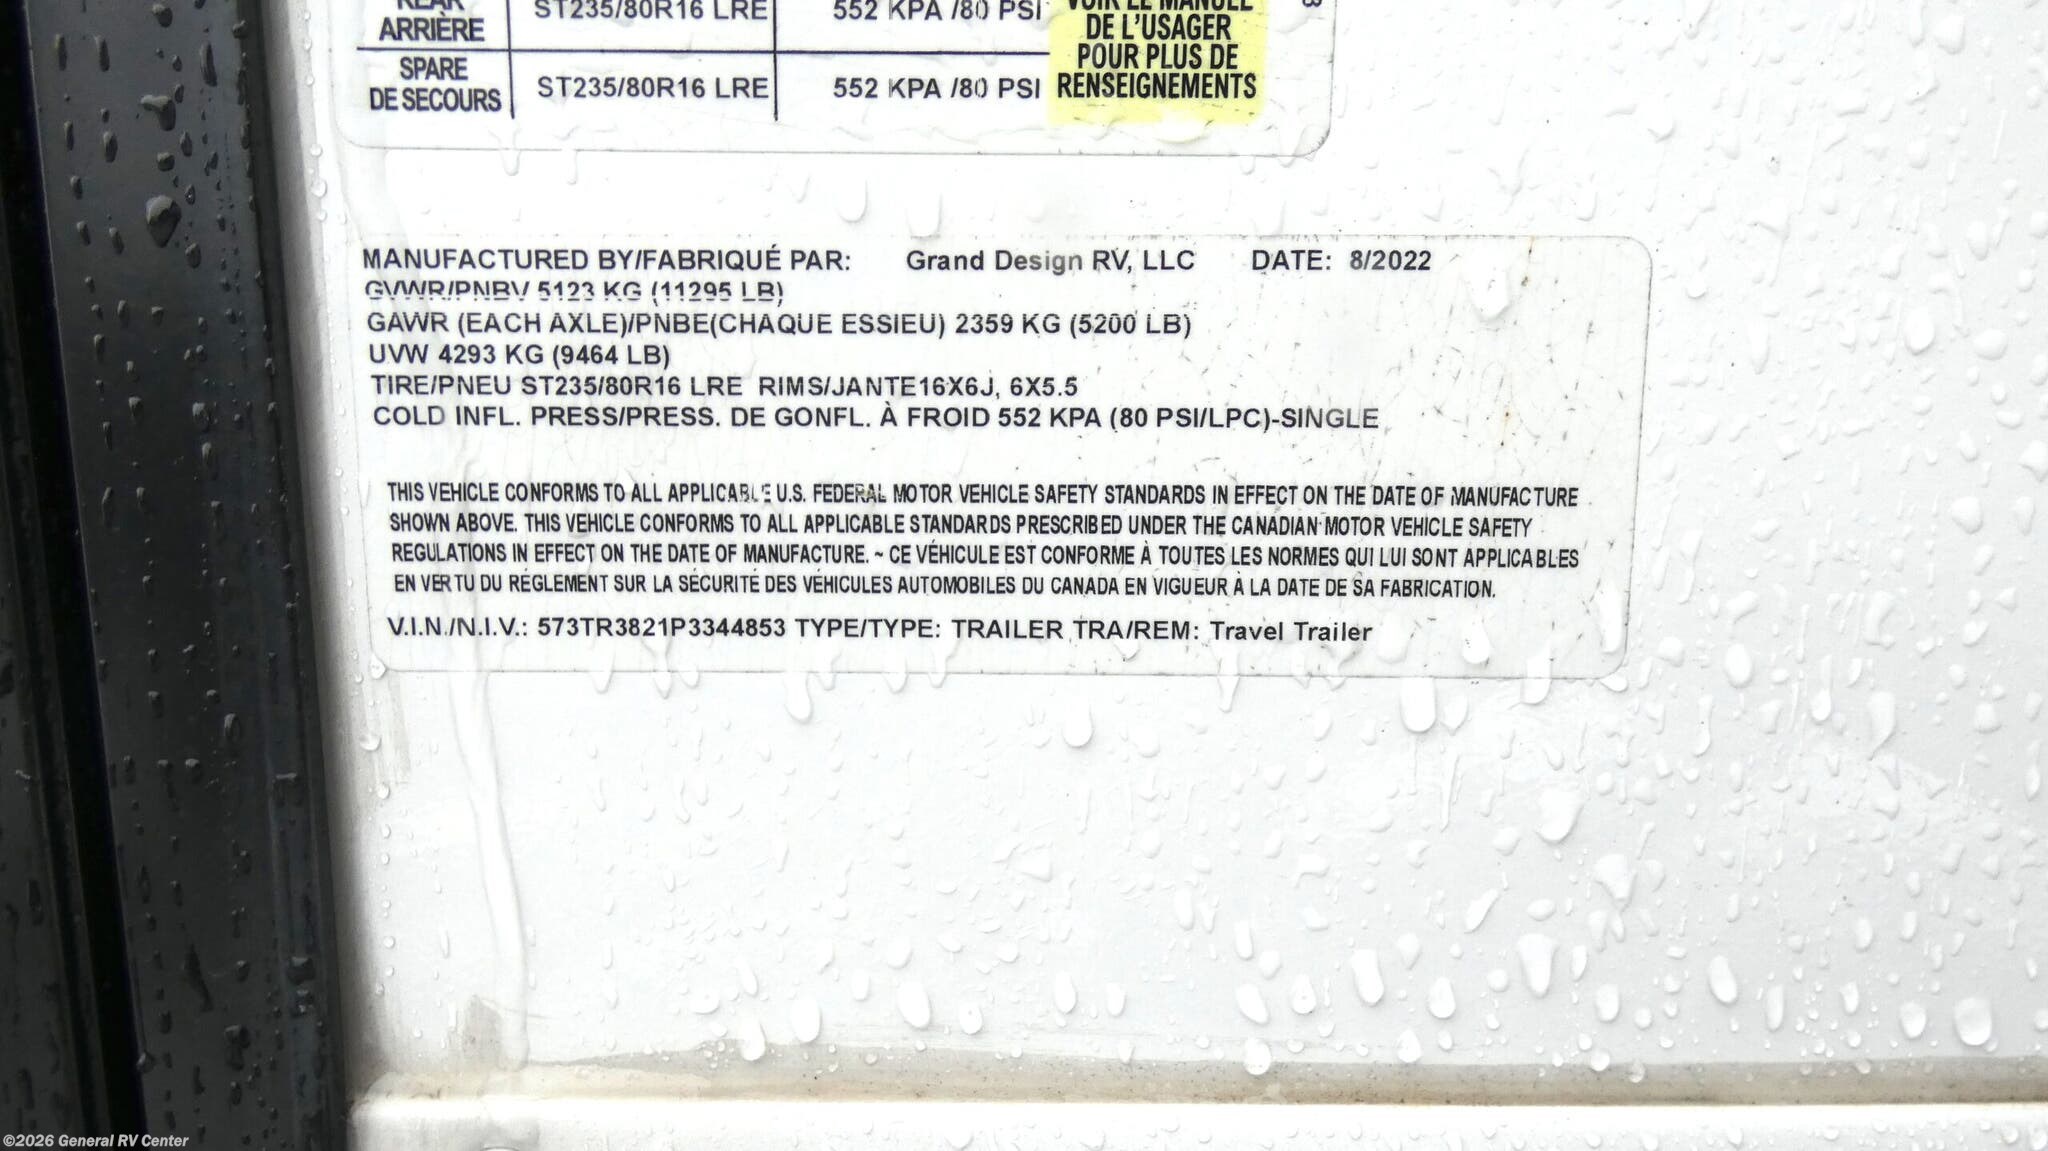 REAR
ARRIÈRE
ST235/80R16 LRE
552 KPA /80 PSI
SPARE
DE SECOURS
ST235/80R16 LRE
552 KPA /80 PSI
VOIR LE MANUEL
DE L'USAGER
POUR PLUS DE
RENSEIGNEMENTS
MANUFACTURED BY/FABRIQUÉ PAR: Grand Design RV, LLC DATE: 8/2022
GVWR/PNBV 5123 KG (11295 LB)
GAWR (EACH AXLE)/PNBE(CHAQUE ESSIEU) 2359 KG (5200 LB)
UVW 4293 KG (9464 LB)
TIRE/PNEU ST235/80R16 LRE RIMS/JANTE16X6J, 6X5.5
COLD INFL. PRESS/PRESS. DE GONFL. À FROID 552 KPA (80 PSI/LPC)-SINGLE
THIS VEHICLE CONFORMS TO ALL APPLICABLE U.S. FEDERAL MOTOR VEHICLE SAFETY STANDARDS IN EFFECT ON THE DATE OF MANUFACTURE
SHOWN ABOVE. THIS VEHICLE CONFORMS TO ALL APPLICABLE STANDARDS PRESCRIBED UNDER THE CANADIAN MOTOR VEHICLE SAFETY
REGULATIONS IN EFFECT ON THE DATE OF MANUFACTURE. ~ CE VÉHICULE EST CONFORME À TOUTES LES NORMES QUI LUI SONT APPLICABLES
EN VERTU DU RÈGLEMENT SUR LA SÉCURITÉ DES VÉHICULES AUTOMOBILES DU CANADA EN VIGUEUR À LA DATE DE SA FABRICATION.
V.I.N./N.I.V.: 573TR3821P3344853 TYPE/TYPE: TRAILER TRA/REM: Travel Trailer
©2026 General RV Center